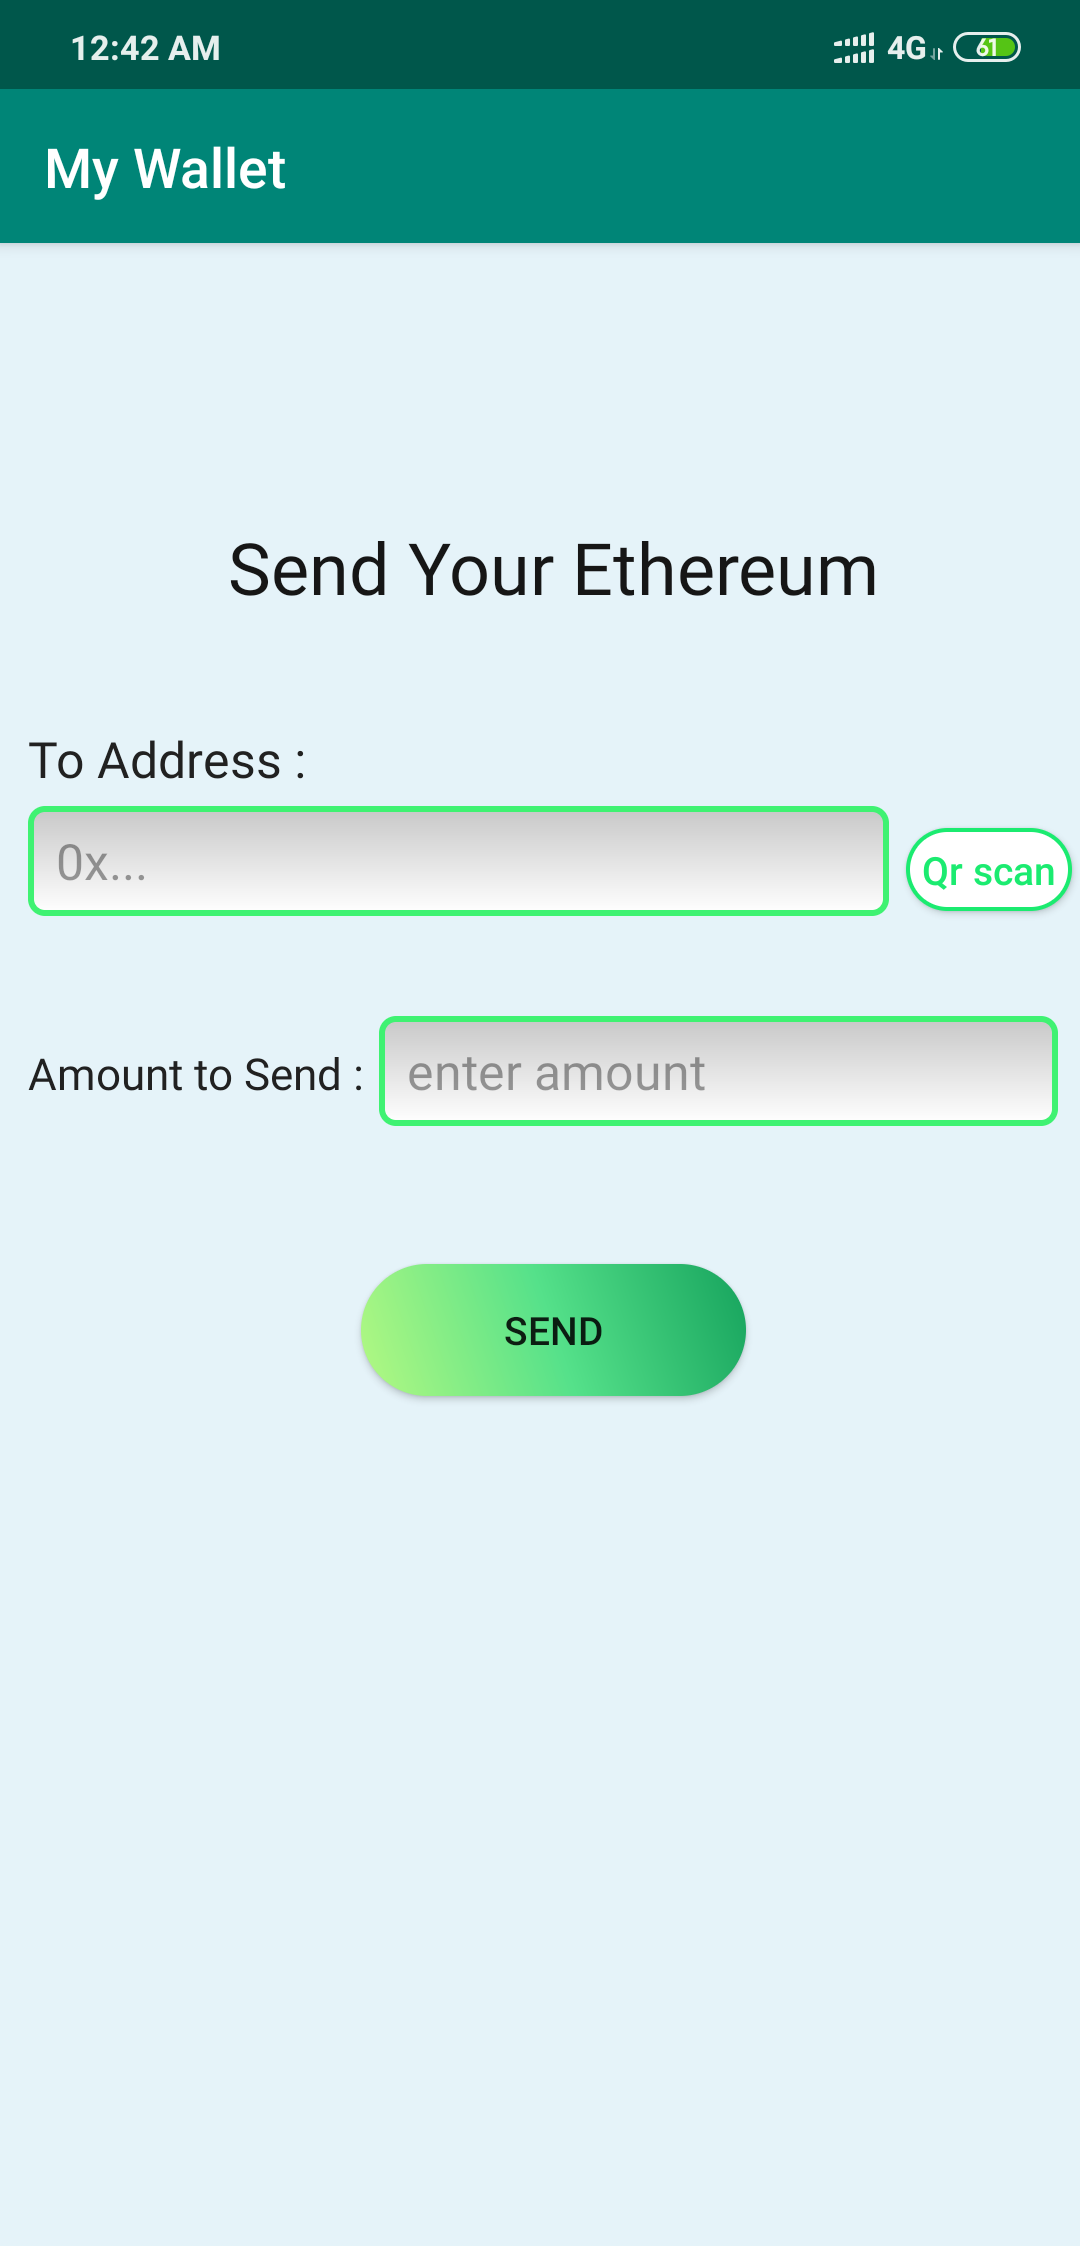 12:42 AM 4G 61
My Wallet
Send Your Ethereum
To Address :
0x...
Qr scan
Amount to Send : enter amount
SEND